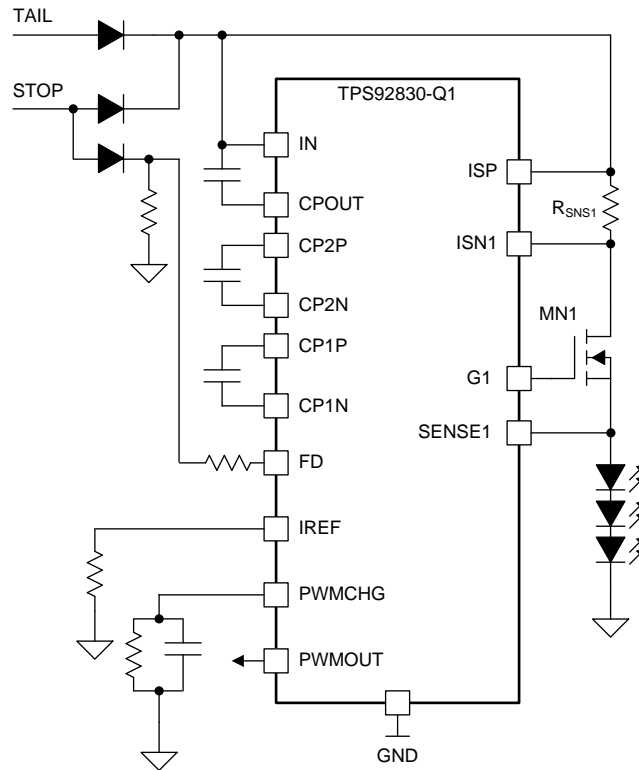 TAIL
STOP
TPS92830-Q1
IN
CPOUT
CP2P
CP2N
CP1P
CP1N
FD
IREF
PWMCHG
PWMOUT
GND
ISP
RSNS1
ISN1
MN1
G1
SENSE1